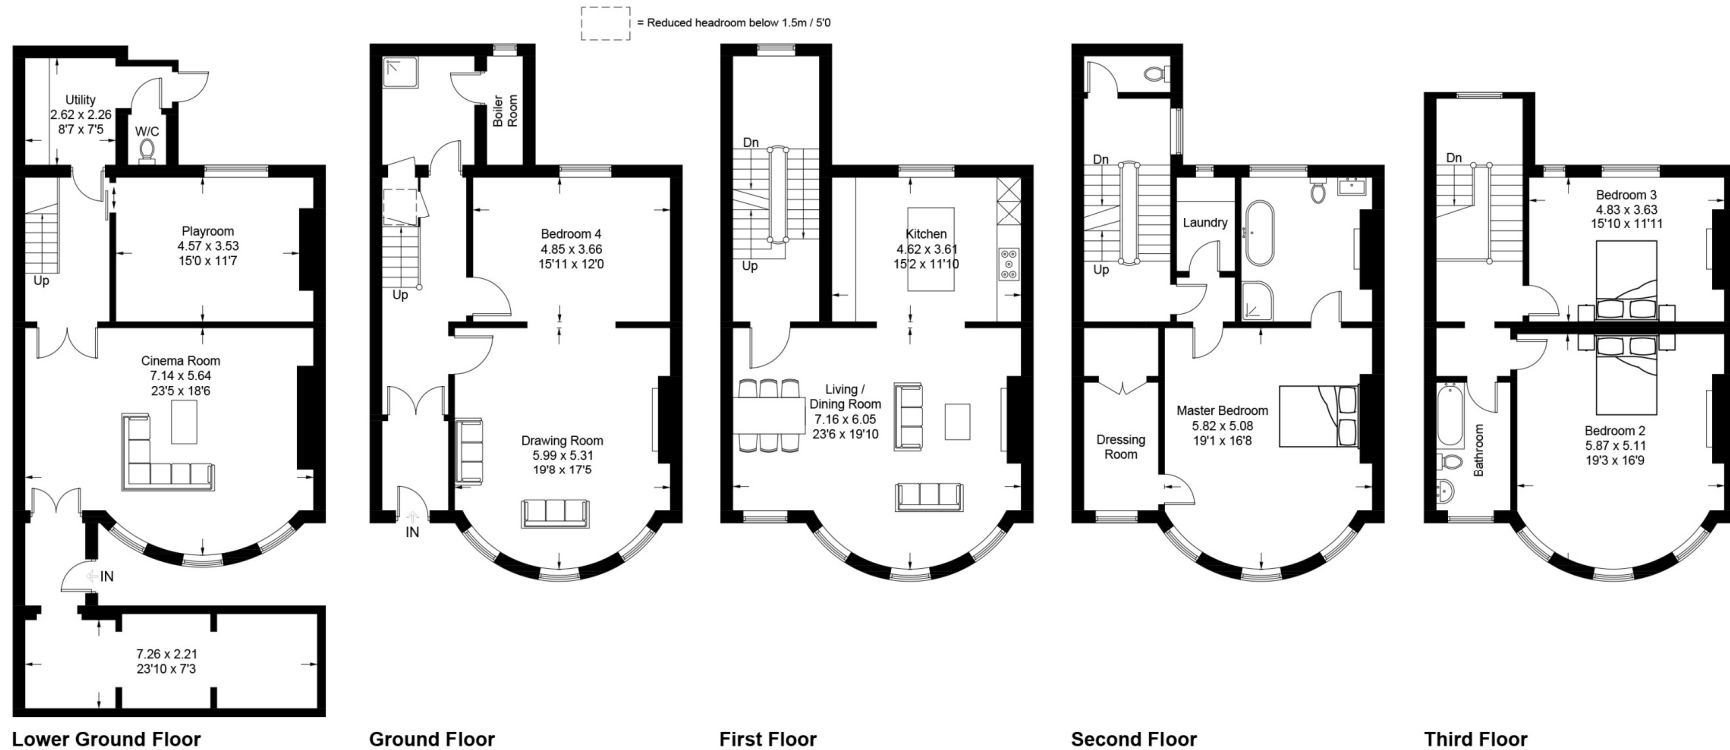 = Reduced headroom below 1.5m / 5'0
Utility
2.62 x 2.26
8'7 x 7'5
W/C
Playroom
4.57 x 3.53
15'0 x 11'7
Up
Cinema Room
7.14 x 5.64
23'5 x 18'6
IN
7.26 x 2.21
23'10 x 7'3
Lower Ground Floor
Boiler
Room
Bedroom 4
4.85 x 3.66
15'11 x 12'0
Up
Drawing Room
5.99 x 5.31
19'8 x 17'5
IN
Ground Floor
Dn
Up
Kitchen
4.62 x 3.61
15'2 x 11'10
Living /
Dining Room
7.16 x 6.05
23'6 x 19'10
First Floor
Dn
Up
Laundry
Master Bedroom
5.82 x 5.08
19'1 x 16'8
Dressing
Room
Second Floor
Dn
Bedroom 3
4.83 x 3.63
15'10 x 11'11
Bedroom 2
5.87 x 5.11
19'3 x 16'9
Bathroom
Third Floor